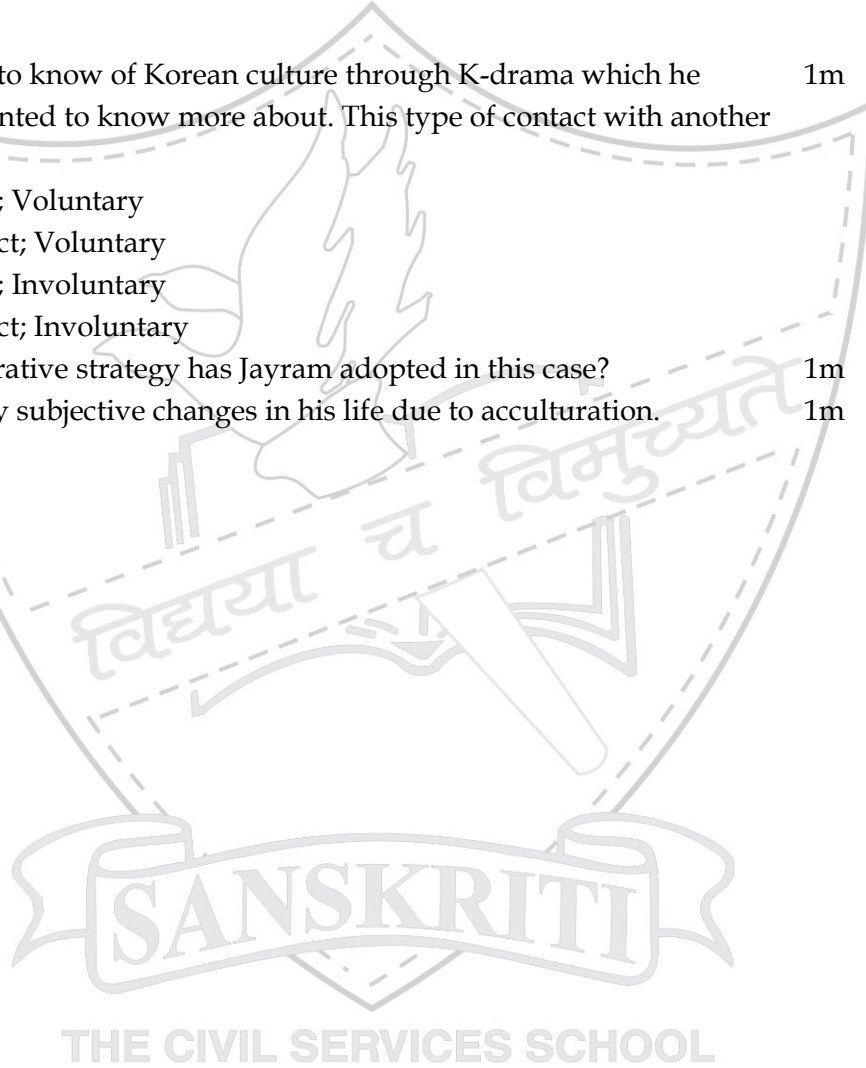 to know of Korean culture through K-drama which he 1m
nted to know more about. This type of contact with another
; Voluntary
ct; Voluntary
; Involuntary
ct; Involuntary
rative strategy has Jayram adopted in this case? 1m
y subjective changes in his life due to acculturation. 1m
विद्यया च विमुच्यते
SANSKRITI
THE CIVIL SERVICES SCHOOL